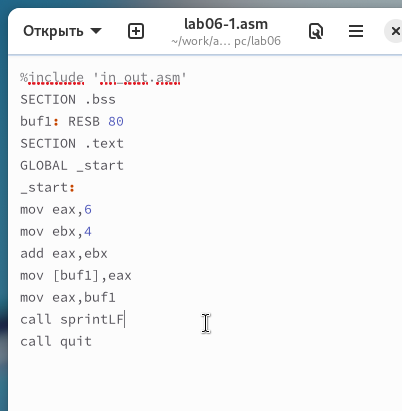 Открыть
lab06-1.asm
~/work/a... pc/lab06
%include 'in_out.asm'
SECTION .bss
buf1: RESB 80
SECTION .text
GLOBAL _start
_start:
mov eax,6
mov ebx,4
add eax,ebx
mov [buf1],eax
mov eax,buf1
call sprintLF
call quit